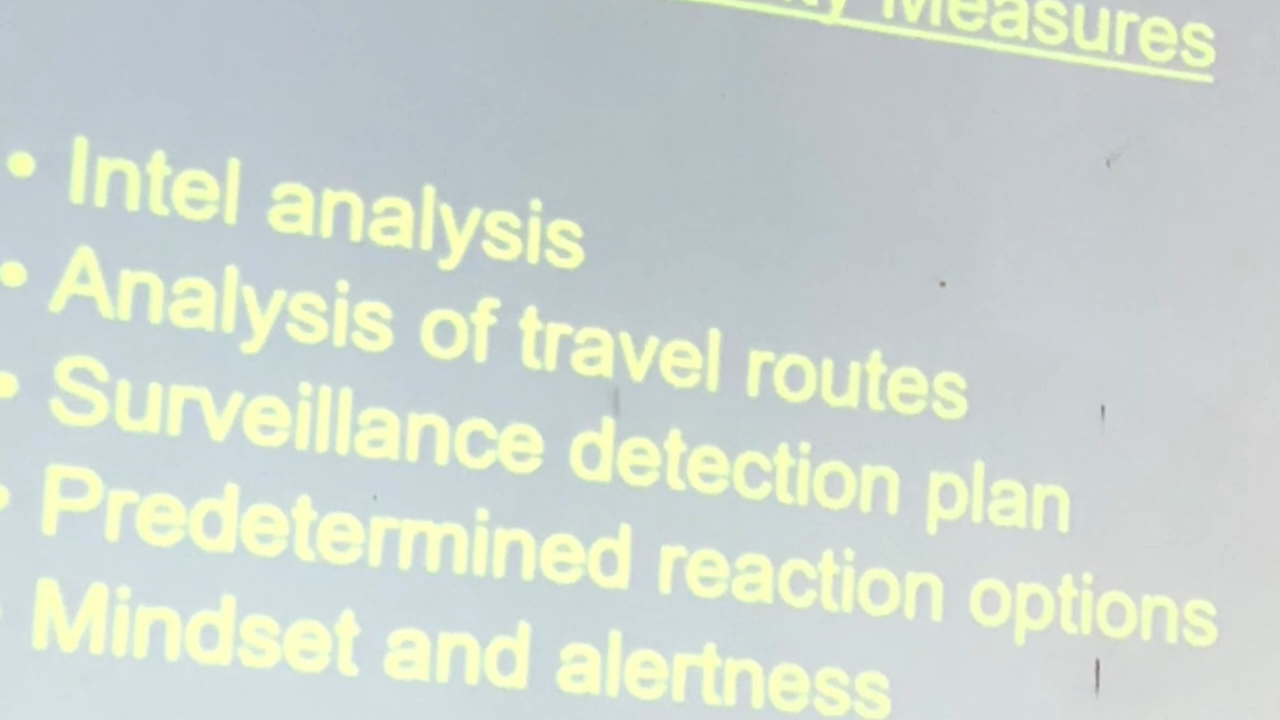 Measures
• Intel analysis
• Analysis of travel routes
• Surveillance detection plan
• Predetermined reaction options
• Mindset and alertness